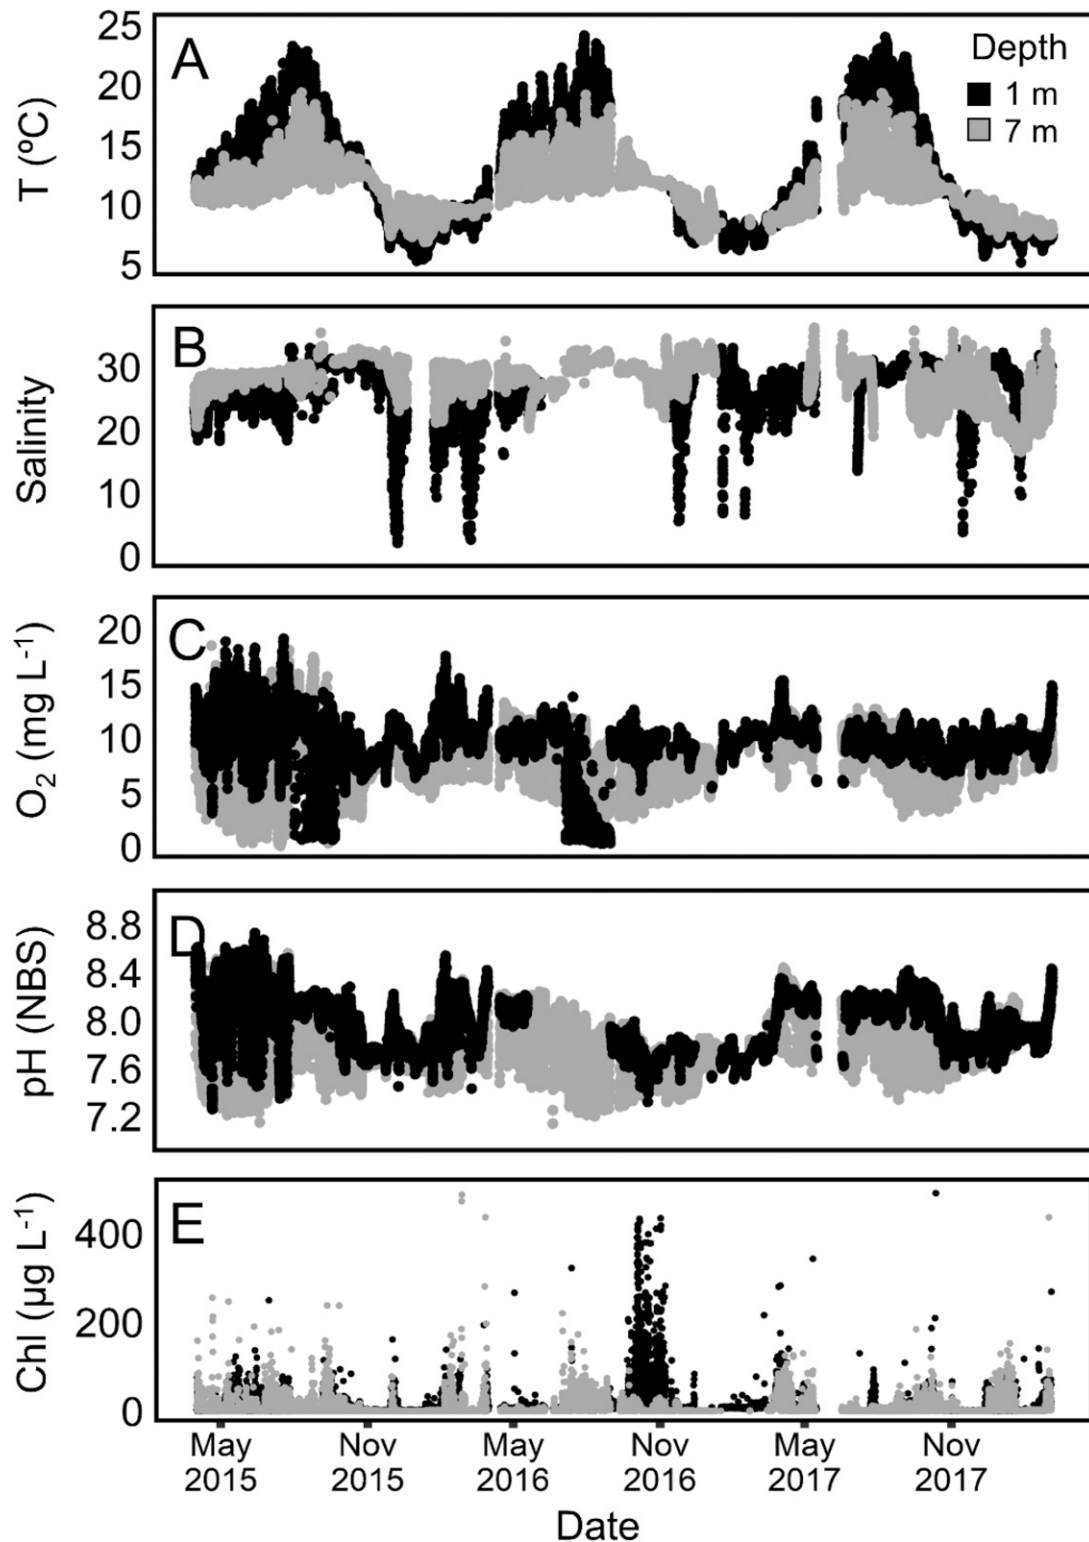 A
T (ºC)
25
20
15
10
5
Depth
1 m
7 m
B
Salinity
30
20
10
0
C
O2 (mg L-1)
20
15
10
5
0
D
pH (NBS)
8.8
8.4
8.0
7.6
7.2
E
Chl (µg L-1)
400
200
0
May Nov May Nov May Nov
2015 2015 2016 2016 2017 2017
Date